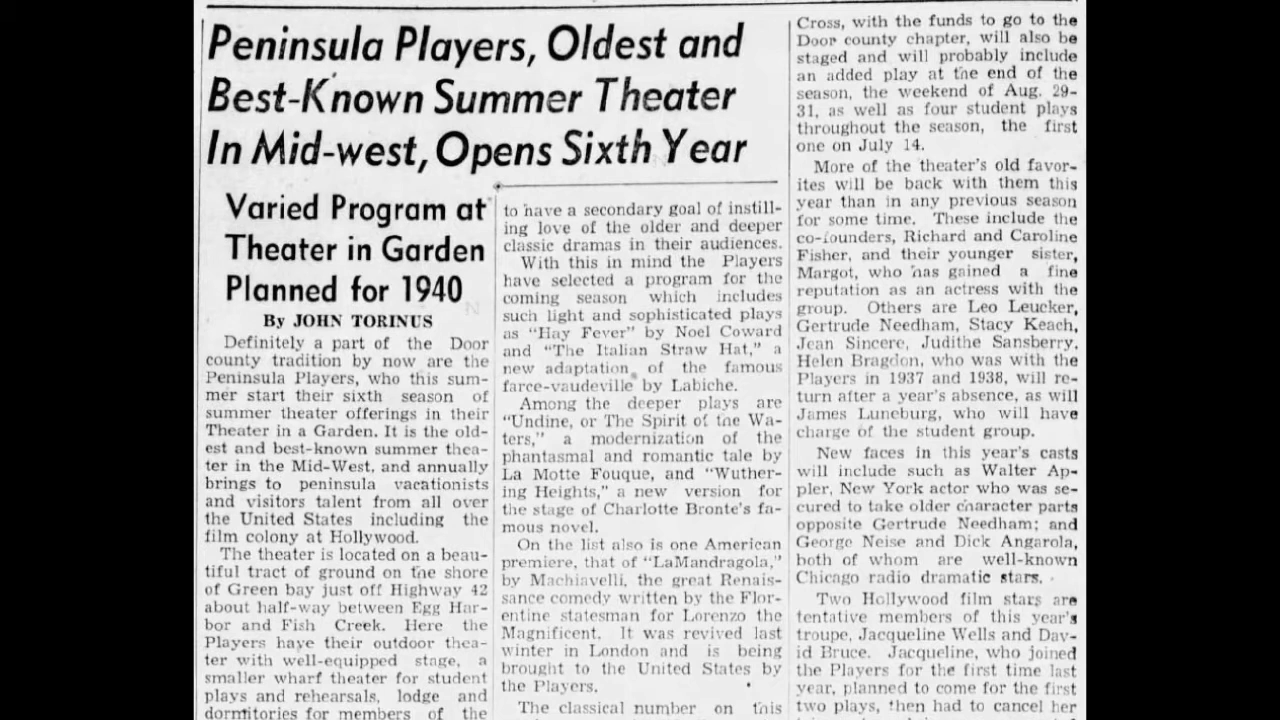 Peninsula Players, Oldest and
Best-Known Summer Theater
In Mid-west, Opens Sixth Year
Varied Program at
Theater in Garden
Planned for 1940
By JOHN TORINUS
Definitely a part of the Door
county tradition by now are the
Peninsula Players, who this sum-
mer start their sixth season of
summer theater offerings in their
Theater in a Garden. It is the old-
est and best-known summer thea-
ter in the Mid-West, and annually
brings to peninsula vacationists
and visitors talent from all over
the United States including the
film colony at Hollywood.
The theater is located on a beau-
tiful tract of ground on the shore
of Green bay just off Highway 42
about half-way between Egg Har-
bor and Fish Creek. Here the
Players have their outdoor thea-
ter with well-equipped stage, a
smaller wharf theater for student
plays and rehearsals, lodge and
dormitories for members of the
to have a secondary goal of instill-
ing love of the older and deeper
classic dramas in their audiences.
With this in mind the Players
have selected a program for the
coming season which includes
such light and sophisticated plays
as "Hay Fever" by Noel Coward
and "The Italian Straw Hat," a
new adaptation of the famous
farce-vaudeville by Labiche.
Among the deeper plays are
"Undine, or The Spirit of the Wa-
ters," a modernization of the
phantasmal and romantic tale by
La Motte Fouque, and "Wuther-
ing Heights," a new version for
the stage of Charlotte Bronte's fa-
mous novel.
On the list also is one American
premiere, that of "LaMandragola,"
by Machiavelli, the great Renais-
sance comedy written by the Flor-
entine statesman for Lorenzo the
Magnificent. It was revived last
winter in London and is being
brought to the United States by
the Players.
The classical number on this
Cross, with the funds to go to the
Door county chapter, will also be
staged and will probably include
an added play at the end of the
season, the weekend of Aug. 29-
31, as well as four student plays
throughout the season, the first
one on July 14.
More of the theater's old favor-
ites will be back with them this
year than in any previous season
for some time. These include the
co-founders, Richard and Caroline
Fisher, and their younger sister,
Margot, who has gained a fine
reputation as an actress with the
group. Others are Leo Leucker,
Gertrude Needham, Stacy Keach,
Jean Sincere, Judithe Sansberry.
Helen Bragdon, who was with the
Players in 1937 and 1938, will re-
turn after a year's absence, as will
James Luneburg, who will have
charge of the student group.
New faces in this year's casts
will include such as Walter Ap-
pler, New York actor who was se-
cured to take older character parts
opposite Gertrude Needham; and
George Neise and Dick Angarola,
both of whom are well-known
Chicago radio dramatic stars.
Two Hollywood film stars are
tentative members of this year's
troupe, Jacqueline Wells and Dav-
id Bruce. Jacqueline, who joined
the Players for the first time last
year, planned to come for the first
two plays, then had to cancel her